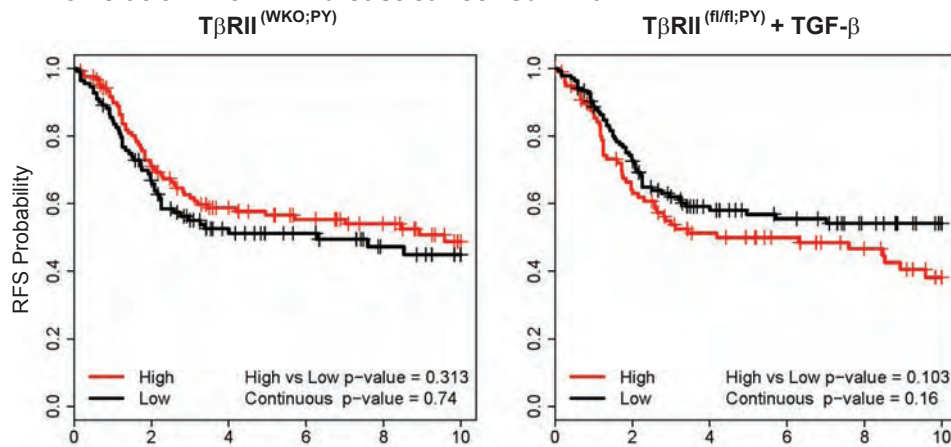 TβRII(WKO;PY)
TβRII(fl/fl;PY) + TGF-β
RFS Probability
1.0
0.8
0.6
0.4
0.2
0.0
High High vs Low p-value = 0.313
Low Continuous p-value = 0.74
0 2 4 6 8 10
1.0
0.8
0.6
0.4
0.2
0.0
High High vs Low p-value = 0.103
Low Continuous p-value = 0.16
0 2 4 6 8 10